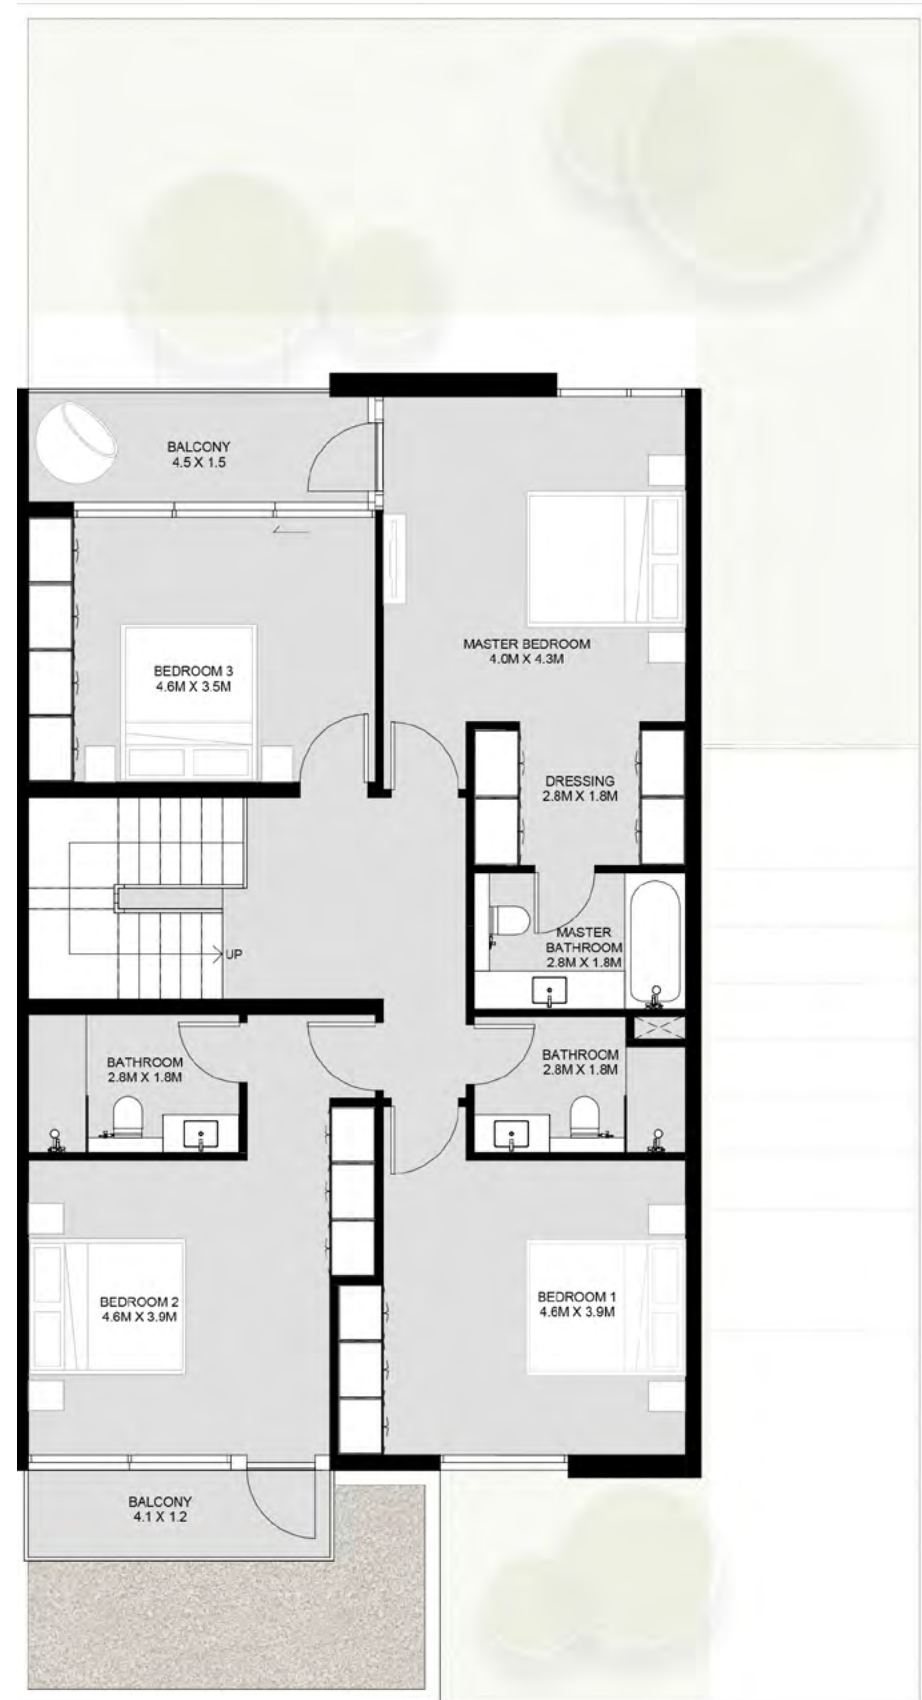 BALCONY
4.5 X 1.5
MASTER BEDROOM
4.0M X 4.3M
BEDROOM 3
4.6M X 3.5M
DRESSING
2.8M X 1.8M
MASTER
BATHROOM
2.8M X 1.8M
UP
BATHROOM
2.8M X 1.8M
BATHROOM
2.8M X 1.8M
BEDROOM 2
4.6M X 3.9M
BEDROOM 1
4.6M X 3.9M
BALCONY
4.1 X 1.2